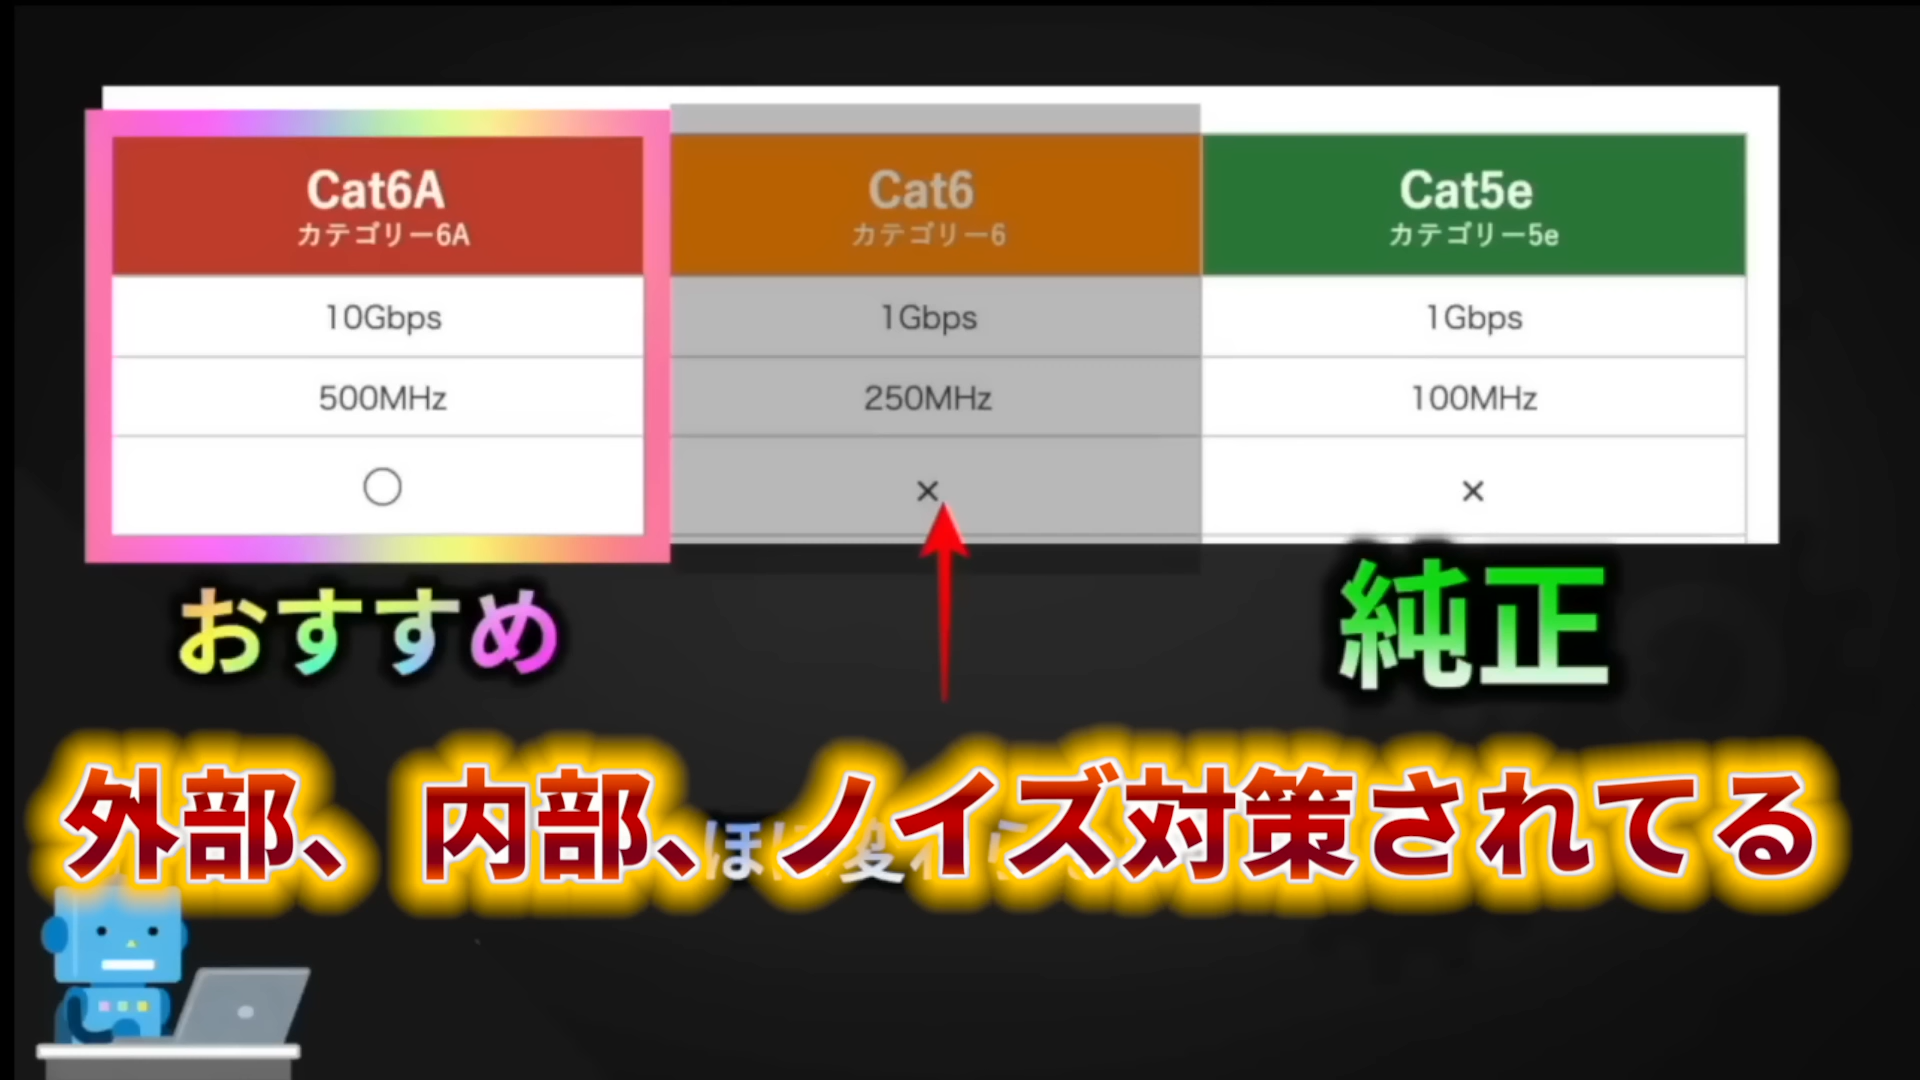 Cat6A Cat6 Cat5e
カテゴリー6A カテゴリー6 カテゴリー5e
10Gbps 1Gbps 1Gbps
500MHz 250MHz 100MHz
○ × ×
おすすめ 純正
外部、内部、ノイズ対策されてる